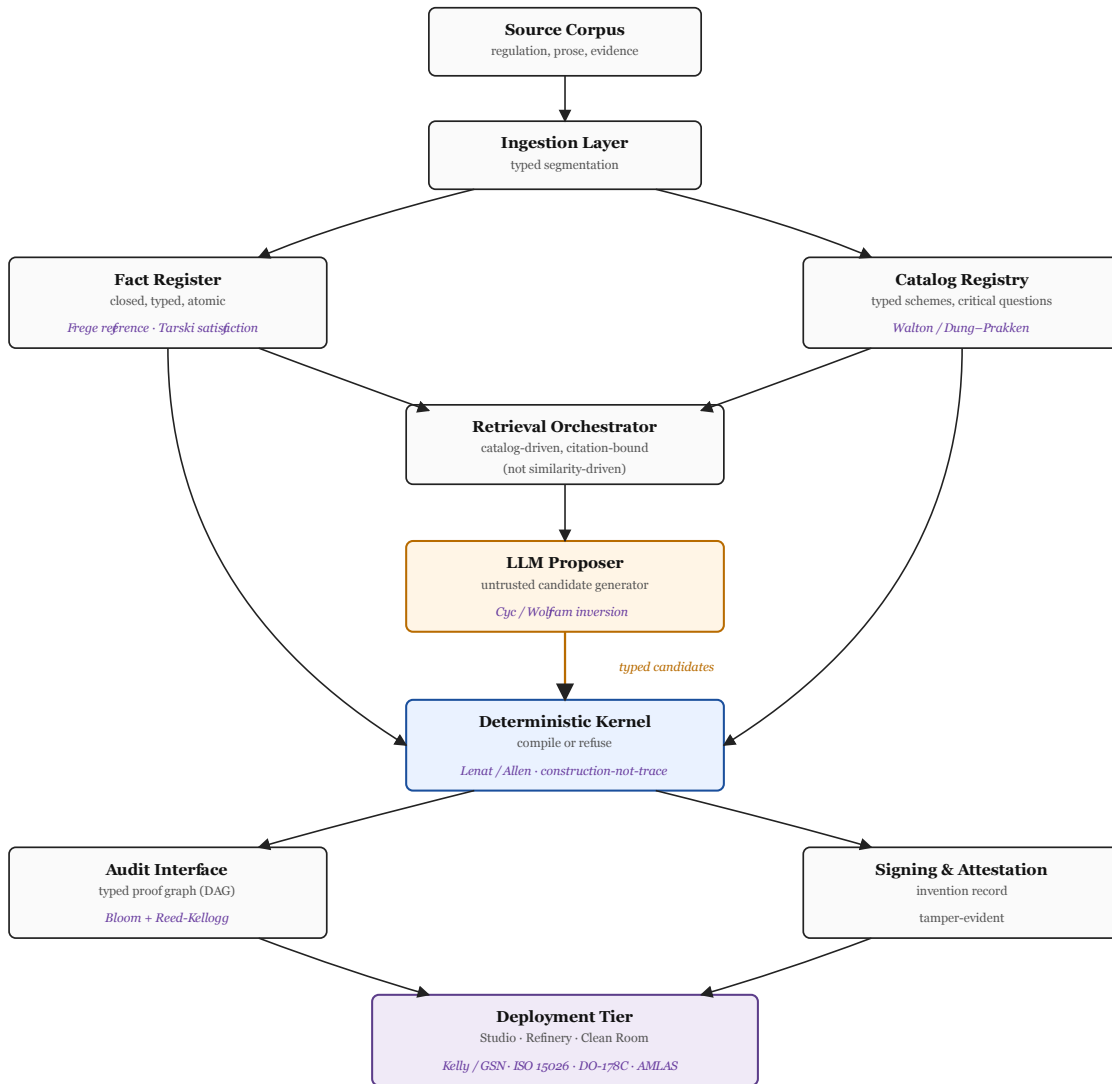 Source Corpus
regulation, prose, evidence
Ingestion Layer
typed segmentation
Fact Register
closed, typed, atomic
Frege reference · Tarski satisfaction
Catalog Registry
typed schemes, critical questions
Walton / Dung–Prakken
Retrieval Orchestrator
catalog-driven, citation-bound
(not similarity-driven)
LLM Proposer
untrusted candidate generator
Cyc / Wolfram inversion
typed candidates
Deterministic Kernel
compile or refuse
Lenat / Allen · construction-not-trace
Audit Interface
typed proof graph (DAG)
Bloom + Reed-Kellogg
Signing & Attestation
invention record
tamper-evident
Deployment Tier
Studio · Refinery · Clean Room
Kelly / GSN · ISO 15026 · DO-178C · AMLAS